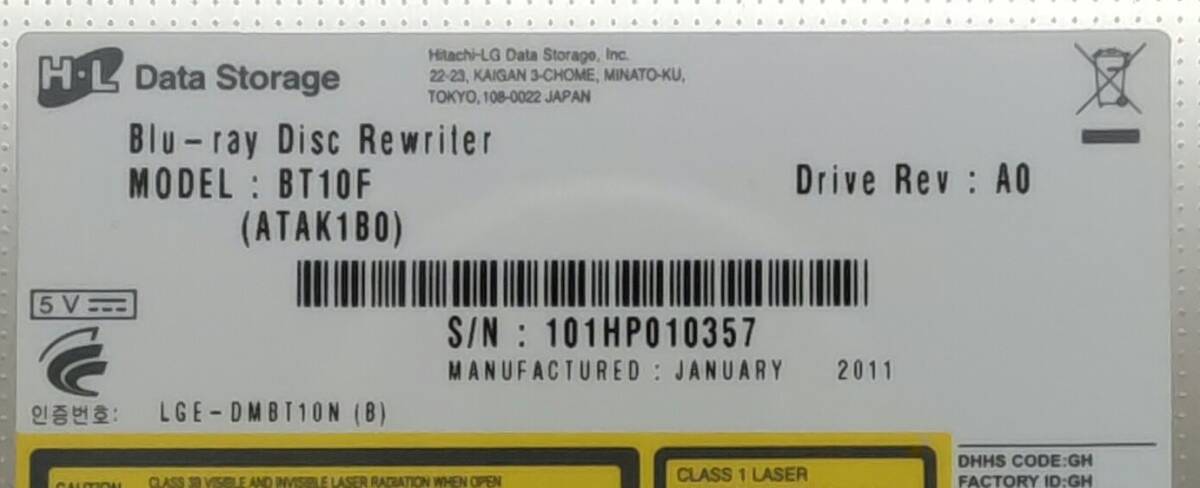 H·L Data Storage
Hitachi-LG Data Storage, Inc.
22-23, KAIGAN 3-CHOME, MINATO-KU,
TOKYO, 108-0022 JAPAN
Blu-ray Disc Rewriter
MODEL : BT10F
(ATAK1B0)
Drive Rev : A0
5 V
S/N : 101HP010357
MANUFACTURED : JANUARY 2011
인증번호: LGE-DMBT10N (B)
CAUTION CLASS 3B VISIBLE AND INVISIBLE LASER RADIATION WHEN OPEN
CLASS 1 LASER
DHHS CODE:GH
FACTORY ID:GH